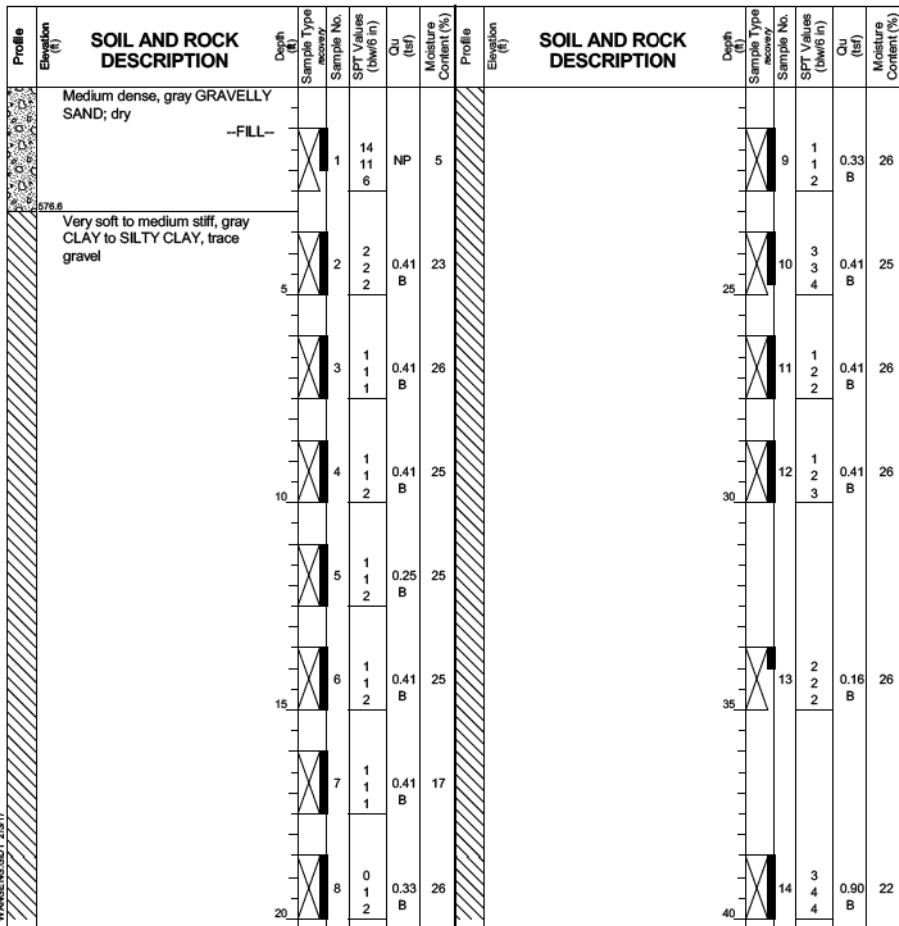 Profile
Elevation (ft)
SOIL AND ROCK DESCRIPTION
Depth (ft)
Sample Type
recovery
Sample No.
SPT Values (blw/6 in)
Qu (tsf)
Moisture Content (%)
Profile
Elevation (ft)
SOIL AND ROCK DESCRIPTION
Depth (ft)
Sample Type
recovery
Sample No.
SPT Values (blw/6 in)
Qu (tsf)
Moisture Content (%)
Medium dense, gray GRAVELLY
SAND; dry
--FILL--
1 14 11 6 NP 5
576.6
Very soft to medium stiff, gray
CLAY to SILTY CLAY, trace
gravel
2 2 2 2 0.41 B 23
5
3 1 1 1 0.41 B 26
4 1 1 2 0.41 B 25
10
5 1 1 2 0.25 B 25
6 1 1 2 0.41 B 25
15
7 1 1 1 0.41 B 17
8 0 1 2 0.33 B 26
20
9 1 1 2 0.33 B 26
10 3 3 4 0.41 B 25
25
11 1 2 2 0.41 B 26
12 1 2 3 0.41 B 26
30
13 2 2 2 0.16 B 26
35
14 3 4 4 0.90 B 22
40